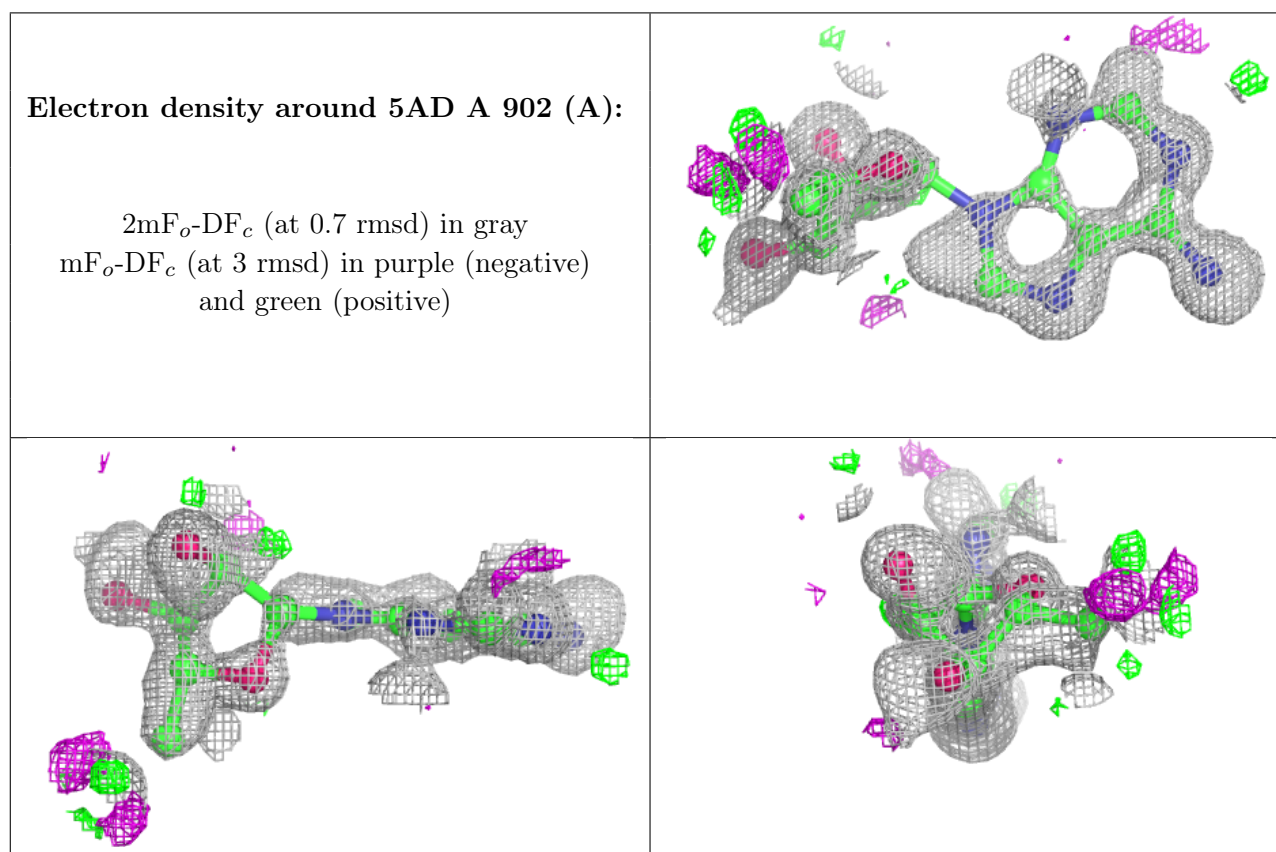 Electron density around 5AD A 902 (A):
2mFo-DFc (at 0.7 rmsd) in gray
mFo-DFc (at 3 rmsd) in purple (negative)
and green (positive)